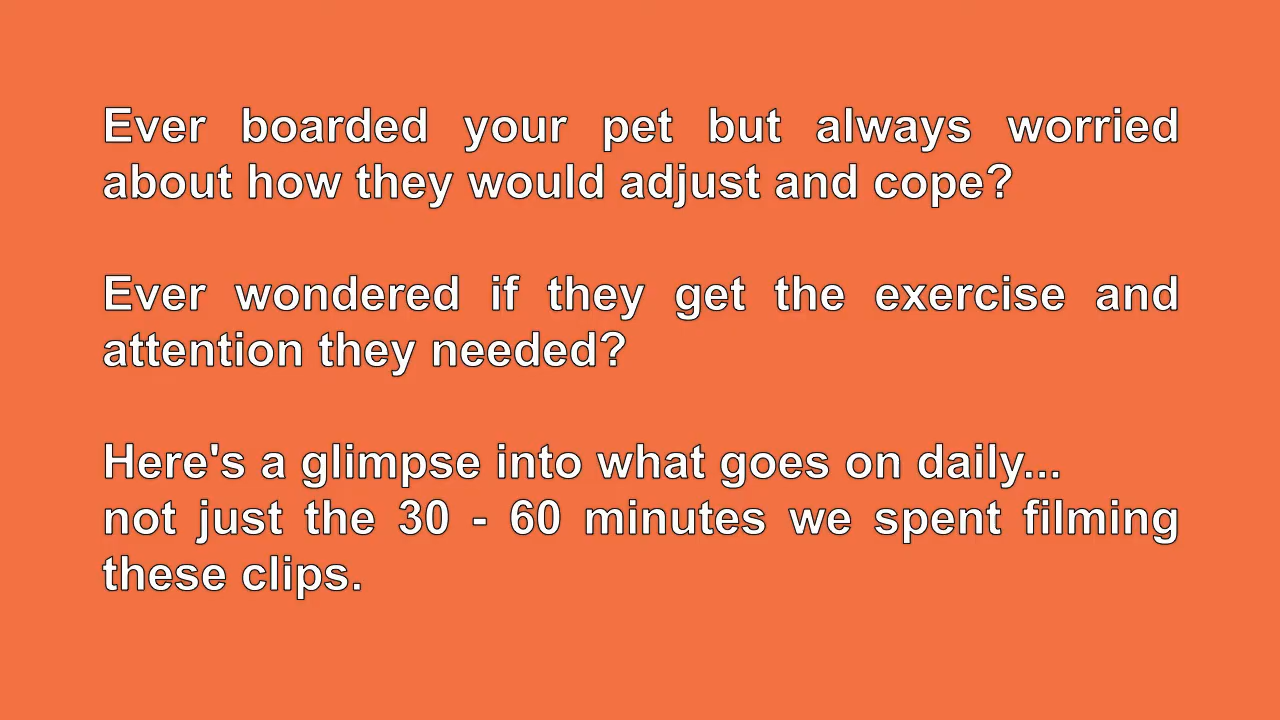 Ever boarded your pet but always worried
about how they would adjust and cope?
Ever wondered if they get the exercise and
attention they needed?
Here's a glimpse into what goes on daily...
not just the 30 - 60 minutes we spent filming
these clips.